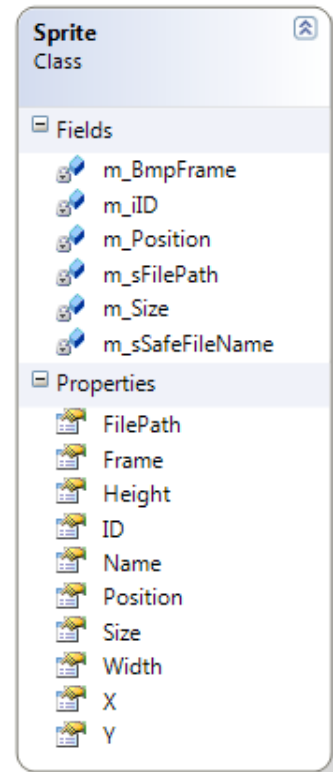 Sprite
Class
Fields
m_BmpFrame
m_iID
m_Position
m_sFilePath
m_Size
m_sSafeFileName
Properties
FilePath
Frame
Height
ID
Name
Position
Size
Width
X
Y